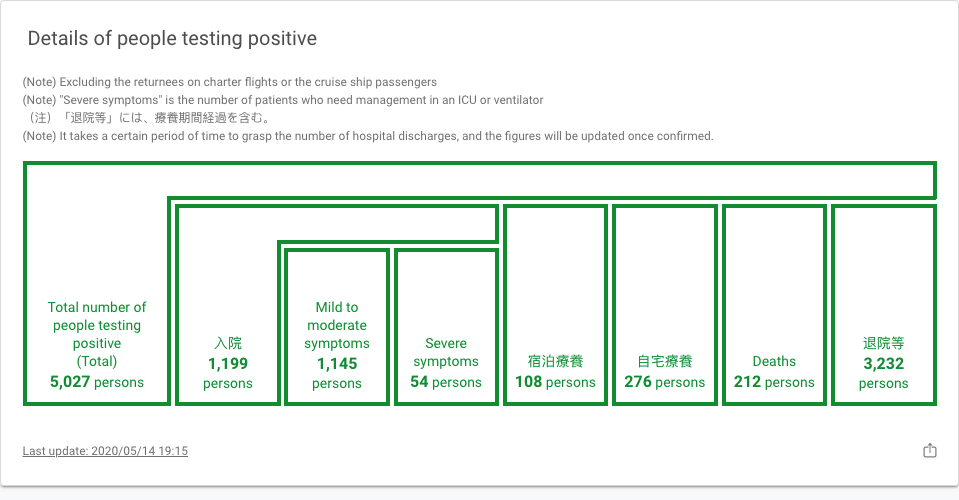 Details of people testing positive
(Note) Excluding the returnees on charter flights or the cruise ship passengers
(Note) "Severe symptoms" is the number of patients who need management in an ICU or ventilator
（注）「退院等」には、療養期間経過を含む。
(Note) It takes a certain period of time to grasp the number of hospital discharges, and the figures will be updated once confirmed.
Total number of
people testing
positive
(Total)
5,027 persons
入院
1,199
persons
Mild to
moderate
symptoms
1,145
persons
Severe
symptoms
54 persons
宿泊療養
108 persons
自宅療養
276 persons
Deaths
212 persons
退院等
3,232
persons
Last update: 2020/05/14 19:15